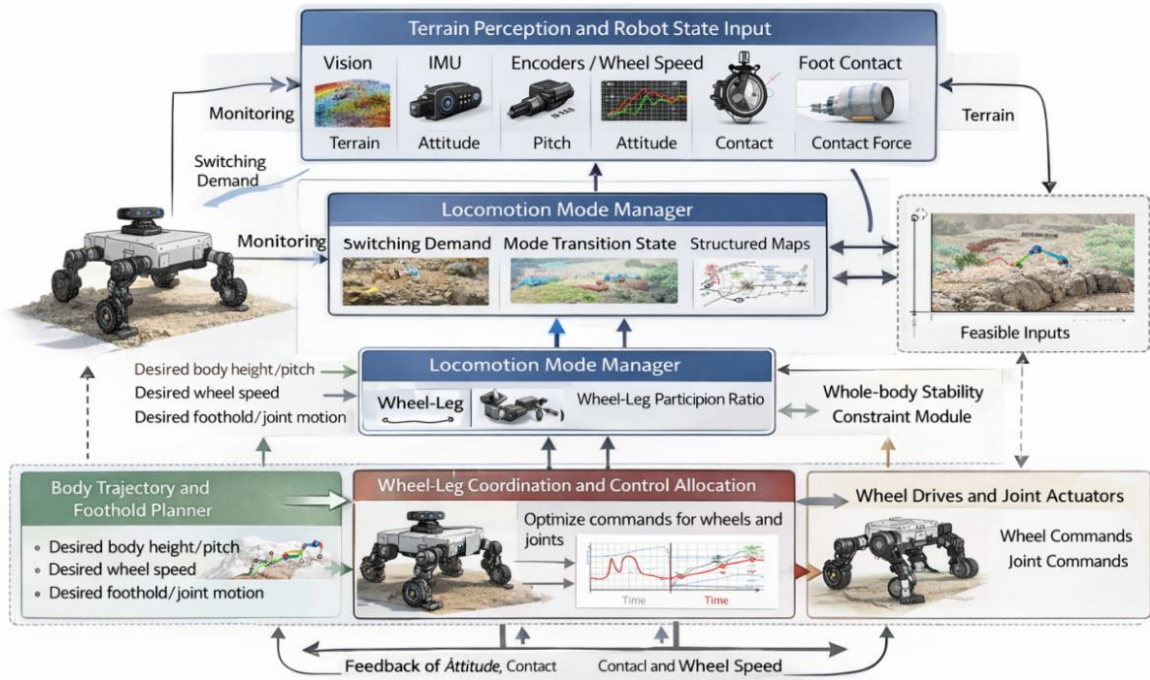 Terrain Perception and Robot State Input
Vision
IMU
Encoders / Wheel Speed
Foot Contact
Terrain
Attitude
Pitch
Attitude
Contact
Contact Force
Monitoring
Terrain
Switching
Demand
Locomotion Mode Manager
Monitoring
Switching Demand
Mode Transition State
Structured Maps
Feasible Inputs
Locomotion Mode Manager
Desired body height/pitch
Desired wheel speed
Desired foothold/joint motion
Wheel-Leg
Wheel-Leg Participion Ratio
Whole-body Stability
Constraint Module
Body Trajectory and
Foothold Planner
• Desired body height/pitch
• Desired wheel speed
• Desired foothold/joint motion
Wheel-Leg Coordination and Control Allocation
Optimize commands for wheels and
joints
Time
Time
Wheel Drives and Joint Actuators
Wheel Commands
Joint Commands
Feedback of Attitude, Contact
Contacl and Wheel Speed